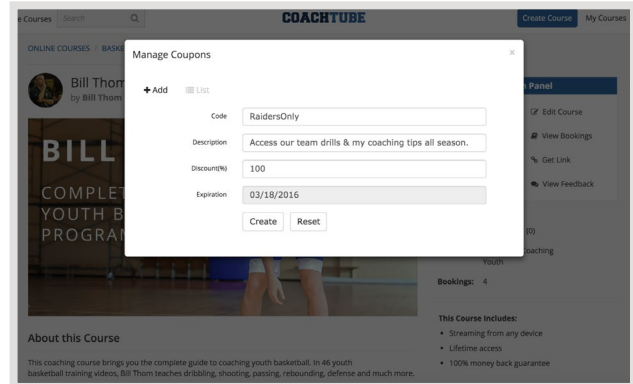 e Courses
Search
COACHTUBE
Create Course
My Courses
ONLINE COURSES / BASKE
Manage Coupons
×
Bill Thom
by Bill Thom
Add
List
Code
RaidersOnly
Description
Access our team drills & my coaching tips all season.
Discount(%)
100
Expiration
03/18/2016
Create
Reset
Panel
Edit Course
View Bookings
Get Link
View Feedback
BILL
COMPLET
YOUTH B
PROGRAM
(0)
Coaching
Youth
Bookings: 4
This Course Includes:
• Streaming from any device
• Lifetime access
• 100% money back guarantee
About this Course
This coaching course brings you the complete guide to coaching youth basketball. In 46 youth
basketball training videos, Bill Thom teaches dribbling, shooting, passing, rebounding, defense and much more.